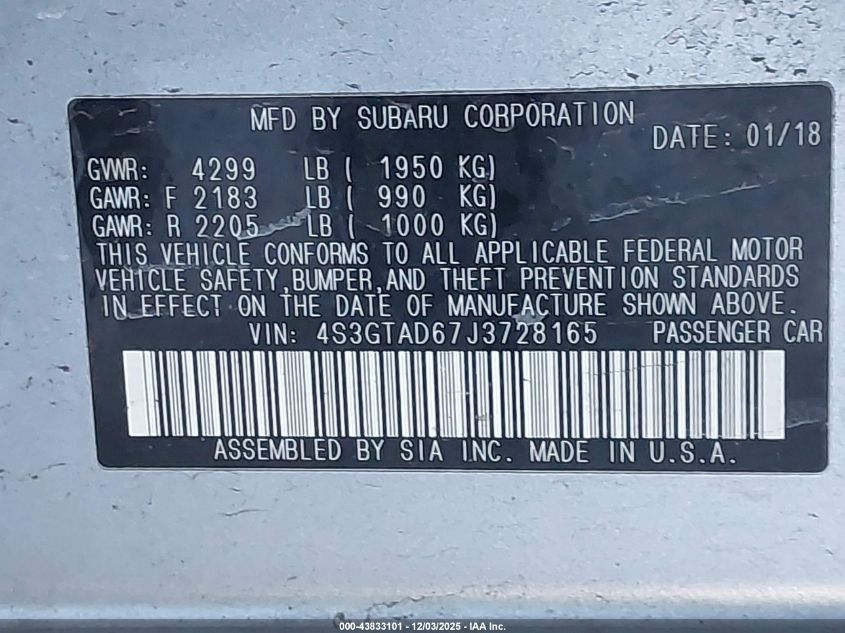 MFD BY SUBARU CORPORATION
DATE: 01/18
GVWR: 4299 LB ( 1950 KG)
GAWR: F 2183 LB ( 990 KG)
GAWR: R 2205 LB ( 1000 KG)
THIS VEHICLE CONFORMS TO ALL APPLICABLE FEDERAL MOTOR
VEHICLE SAFETY,BUMPER,AND THEFT PREVENTION STANDARDS
IN EFFECT ON THE DATE OF MANUFACTURE SHOWN ABOVE.
VIN: 4S3GTAD67J3728165 PASSENGER CAR
ASSEMBLED BY SIA INC. MADE IN U.S.A.
000-43833101 - 12/03/2025 - IAA Inc.